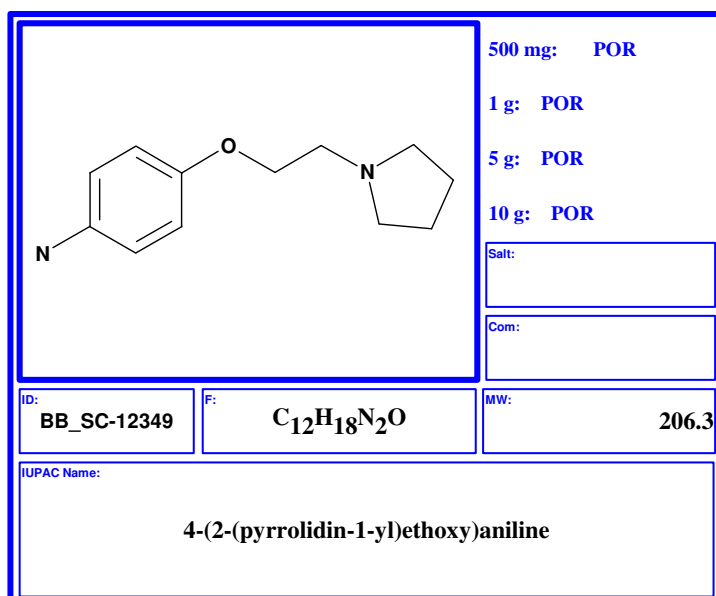 500 mg: POR
1 g: POR
5 g: POR
10 g: POR
O
N
N
Salt:
Com:
ID:
BB_SC-12349
F:
C12H18N2O
MW:
206.3
IUPAC Name:
4-(2-(pyrrolidin-1-yl)ethoxy)aniline